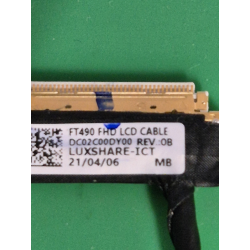 FT490 FHD LCD CABLE
DC02C00DY00 REV:0B
LUXSHARE-ICT
21/04/06 MB